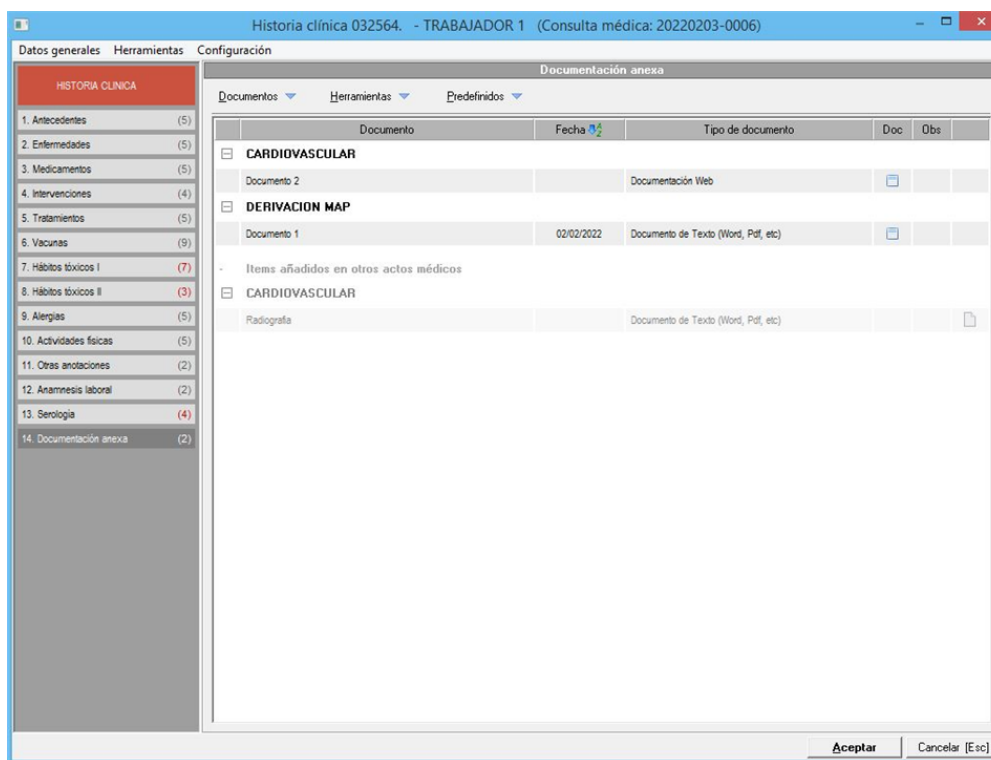 Historia clínica 032564. - TRABAJADOR 1 (Consulta médica: 20220203-0006)
Datos generales Herramientas Configuración
HISTORIA CLINICA
1. Antecedentes (5)
2. Enfermedades (5)
3. Medicamentos (5)
4. Intervenciones (4)
5. Tratamientos (5)
6. Vacunas (9)
7. Hábitos tóxicos I (7)
8. Hábitos tóxicos II (3)
9. Alergias (5)
10. Actividades físicas (5)
11. Otras anotaciones (2)
12. Anamnesis laboral (2)
13. Serología (4)
14. Documentación anexa (2)
Documentación anexa
Documentos Herramientas Predefinidos
Documento Fecha Tipo de documento Doc Obs
CARDIOVASCULAR
Documento 2 Documentación Web
DERIVACION MAP
Documento 1 02/02/2022 Documento de Texto (Word, Pdf, etc)
- Items añadidos en otros actos médicos
CARDIOVASCULAR
Radiografia Documento de Texto (Word, Pdf, etc)
Aceptar Cancelar [Esc]